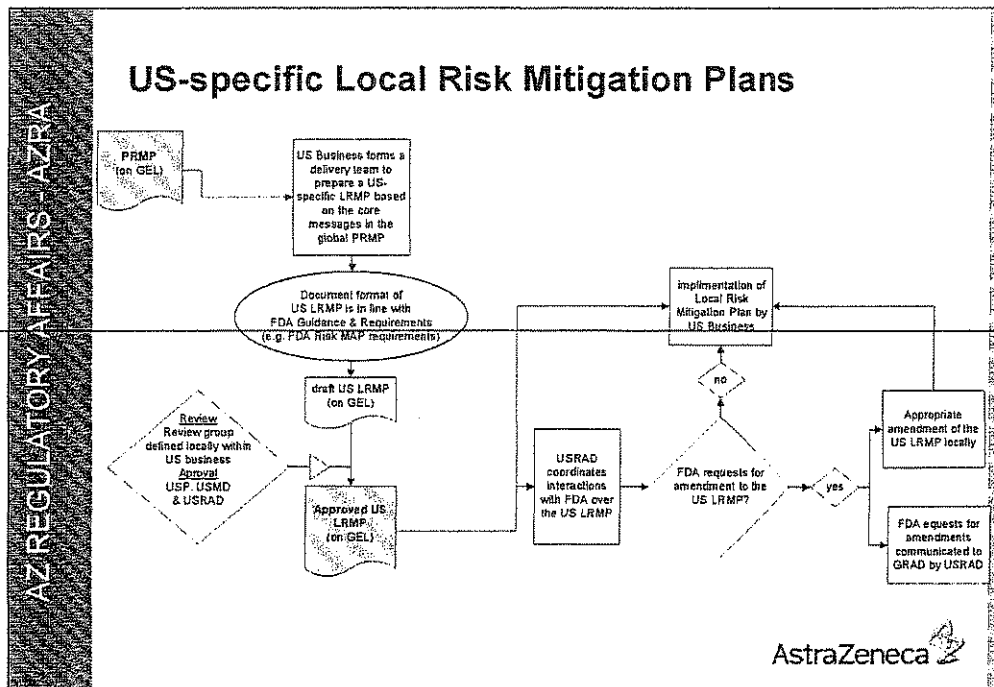 AZ REGULATORY AFFAIRS - AZRA
US-specific Local Risk Mitigation Plans
PRMP
(on GEL)
US Business forms a
delivery team to
prepare a US-
specific LRMP based
on the core
messages in the
global PRMP
Document format of
US LRMP is in line with
FDA Guidance & Requirements
(e.g. FDA Risk MAP requirements)
draft US LRMP
(on GEL)
Review
Review group
defined locally within
US business
Aproval
USP, USMD
& USRAD
Approved US
LRMP
(on GEL)
USRAD
coordinates
interactions
with FDA over
the US LRMP
FDA requests for
amendment to the
US LRMP?
no
implimentation of
Local Risk
Mitigation Plan by
US Business
yes
Appropriate
amendment of the
US LRMP locally
FDA equests for
amendments
communicated to
GRAD by USRAD
AstraZeneca